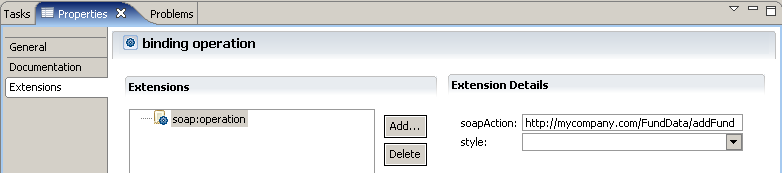 Tasks Properties Problems
General
Documentation
Extensions
binding operation
Extensions
soap:operation
Add...
Delete
Extension Details
soapAction: http://mycompany.com/FundData/addFund
style: